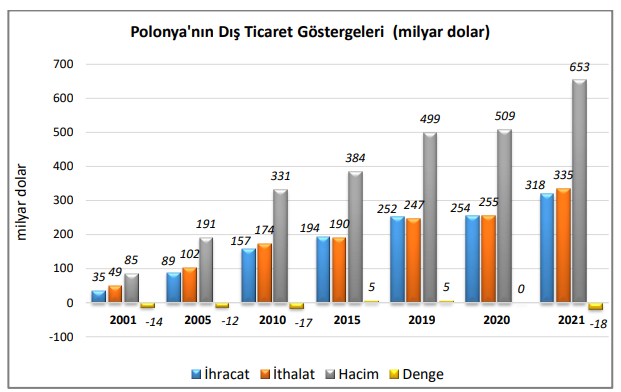 Polonya'nın Dış Ticaret Göstergeleri (milyar dolar)
milyar dolar
700
600
500
400
300
200
100
0
-100
35 49 85 -14
89 102 191 -12
157 174 331 -17
194 190 384 5
252 247 499 5
254 255 509 0
318 335 653 -18
2001 2005 2010 2015 2019 2020 2021
İhracat İthalat Hacim Denge